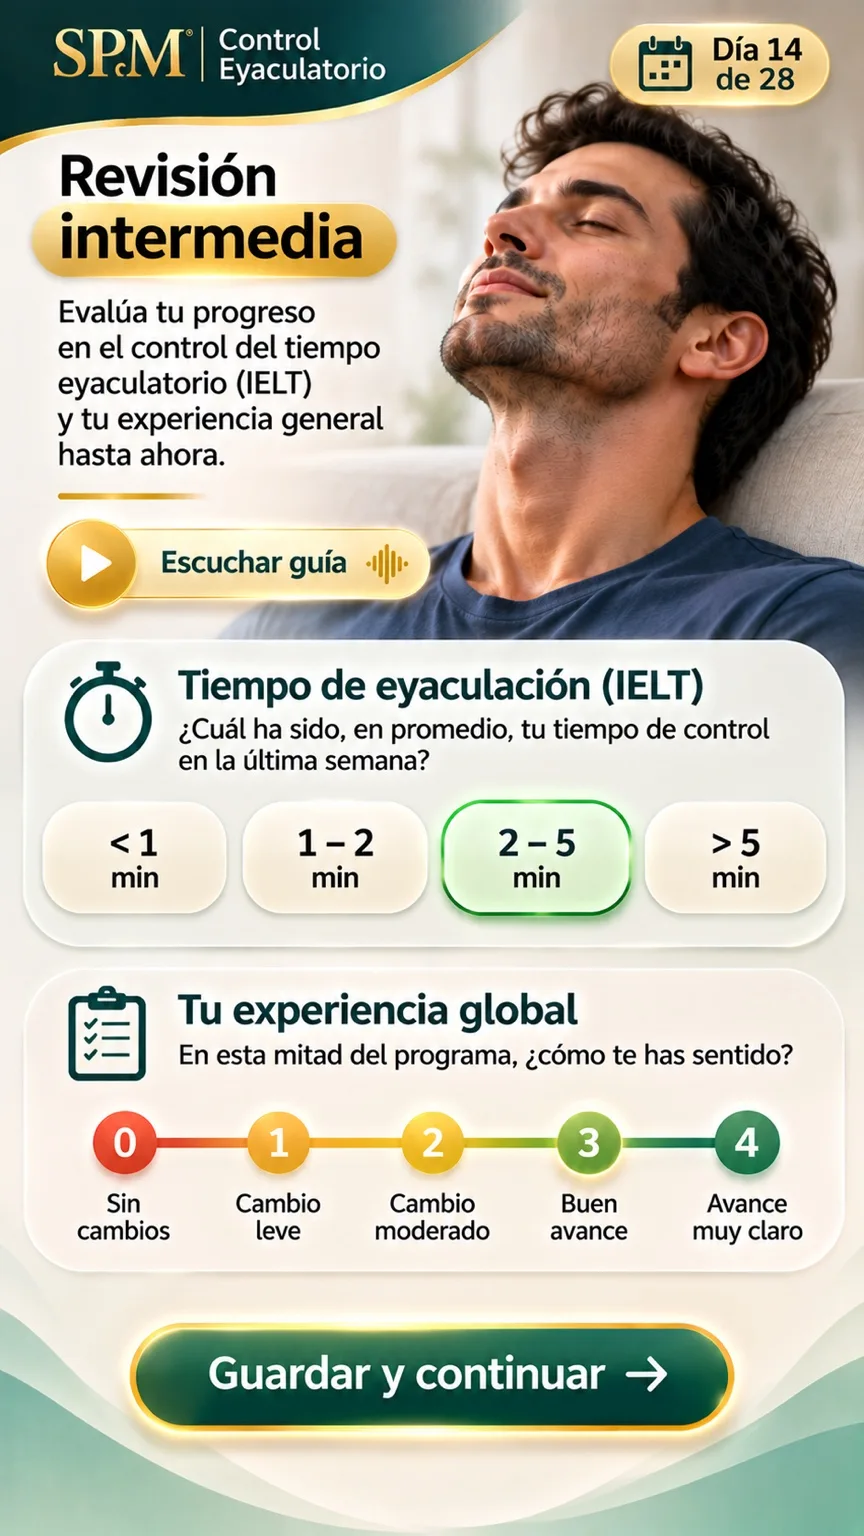 SPM®
Control
Eyaculatorio
Día 14
de 28
Revisión
intermedia
Evalúa tu progreso
en el control del tiempo
eyaculatorio (IELT)
y tu experiencia general
hasta ahora.
Escuchar guía
Tiempo de eyaculación (IELT)
¿Cuál ha sido, en promedio, tu tiempo de control
en la última semana?
< 1
min
1 – 2
min
2 – 5
min
> 5
min
Tu experiencia global
En esta mitad del programa, ¿cómo te has sentido?
0
1
2
3
4
Sin
cambios
Cambio
leve
Cambio
moderado
Buen
avance
Avance
muy claro
Guardar y continuar →